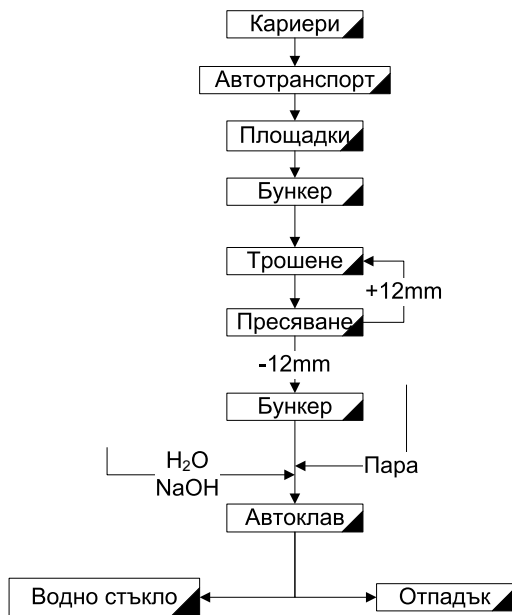 Кариери
Автотранспорт
Площадки
Бункер
Трошене
+12mm
Пресяване
-12mm
Бункер
H₂O
NaOH
Пара
Автоклав
Водно стъкло
Отпадък